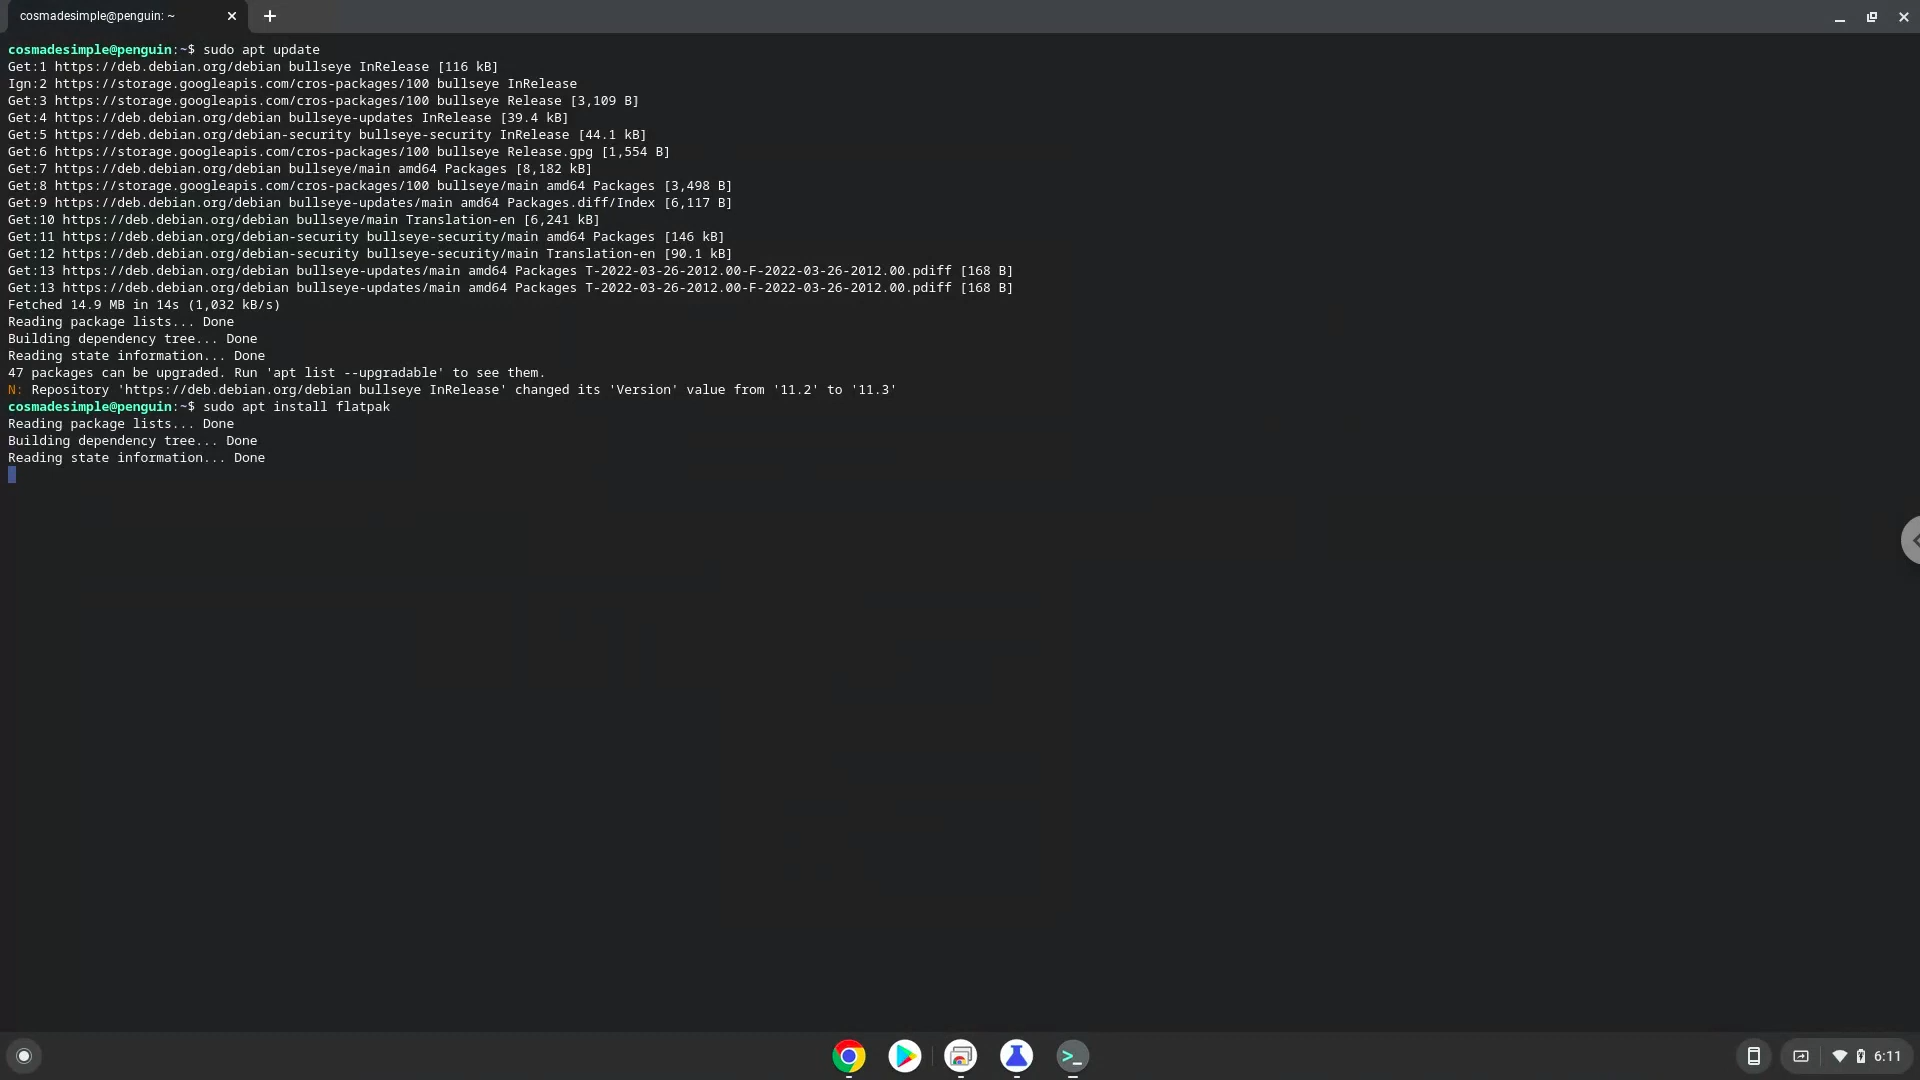 cosmadesimple@penguin: ~
cosmadesimple@penguin:~$ sudo apt update
Get:1 https://deb.debian.org/debian bullseye InRelease [116 kB]
Ign:2 https://storage.googleapis.com/cros-packages/100 bullseye InRelease
Get:3 https://storage.googleapis.com/cros-packages/100 bullseye Release [3,109 B]
Get:4 https://deb.debian.org/debian bullseye-updates InRelease [39.4 kB]
Get:5 https://deb.debian.org/debian-security bullseye-security InRelease [44.1 kB]
Get:6 https://storage.googleapis.com/cros-packages/100 bullseye Release.gpg [1,554 B]
Get:7 https://deb.debian.org/debian bullseye/main amd64 Packages [8,182 kB]
Get:8 https://storage.googleapis.com/cros-packages/100 bullseye/main amd64 Packages [3,498 B]
Get:9 https://deb.debian.org/debian bullseye-updates/main amd64 Packages.diff/Index [6,117 B]
Get:10 https://deb.debian.org/debian bullseye/main Translation-en [6,241 kB]
Get:11 https://deb.debian.org/debian-security bullseye-security/main amd64 Packages [146 kB]
Get:12 https://deb.debian.org/debian-security bullseye-security/main Translation-en [90.1 kB]
Get:13 https://deb.debian.org/debian bullseye-updates/main amd64 Packages T-2022-03-26-2012.00-F-2022-03-26-2012.00.pdiff [168 B]
Get:13 https://deb.debian.org/debian bullseye-updates/main amd64 Packages T-2022-03-26-2012.00-F-2022-03-26-2012.00.pdiff [168 B]
Fetched 14.9 MB in 14s (1,032 kB/s)
Reading package lists... Done
Building dependency tree... Done
Reading state information... Done
47 packages can be upgraded. Run 'apt list --upgradable' to see them.
N: Repository 'https://deb.debian.org/debian bullseye InRelease' changed its 'Version' value from '11.2' to '11.3'
cosmadesimple@penguin:~$ sudo apt install flatpak
Reading package lists... Done
Building dependency tree... Done
Reading state information... Done
6:11